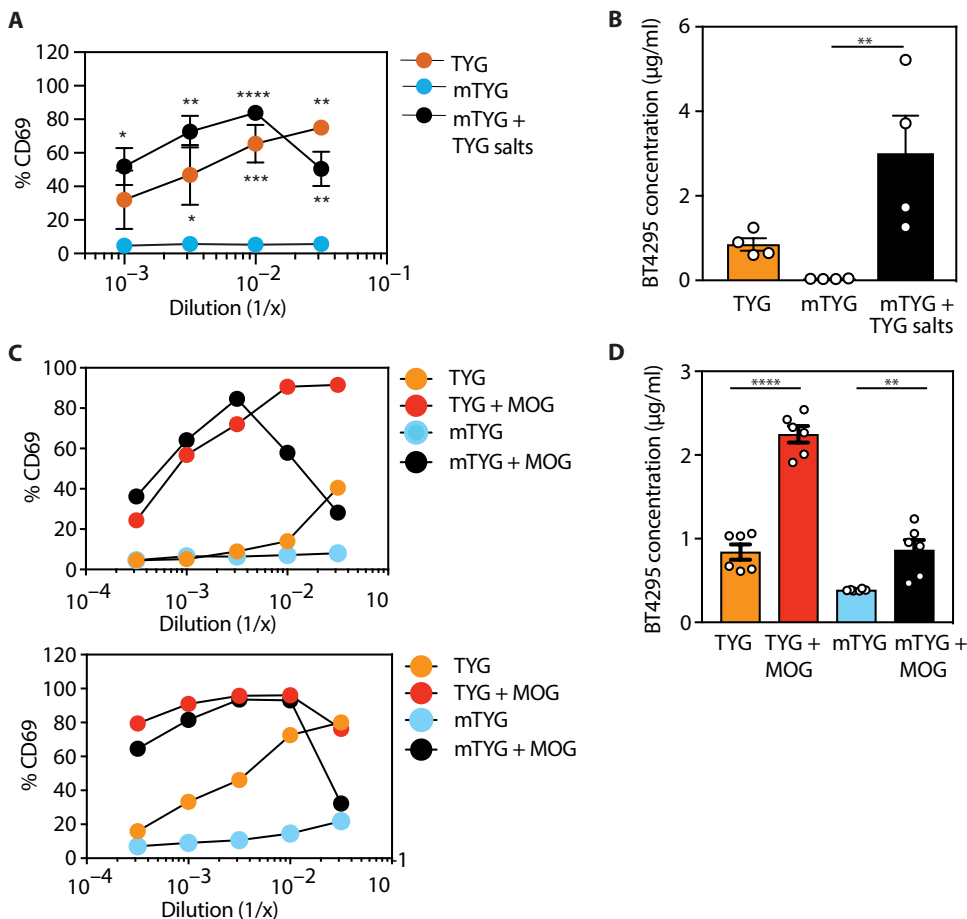 A
% CD69
120
100
80
60
40
20
0
*
**
****
**
*
***
**
10−3
10−2
10−1
Dilution (1/x)
TYG
mTYG
mTYG +
TYG salts
B
BT4295 concentration (μg/ml)
6
4
2
0
**
TYG
mTYG
mTYG +
TYG salts
C
% CD69
100
80
60
40
20
0
10−4
10−3
10−2
10
Dilution (1/x)
TYG
TYG + MOG
mTYG
mTYG + MOG
D
BT4295 concentration (μg/ml)
3
2
1
0
****
**
TYG
TYG +
MOG
mTYG
mTYG +
MOG
% CD69
120
100
80
60
40
20
0
10−4
10−3
10−2
10-1
Dilution (1/x)
TYG
TYG + MOG
mTYG
mTYG + MOG